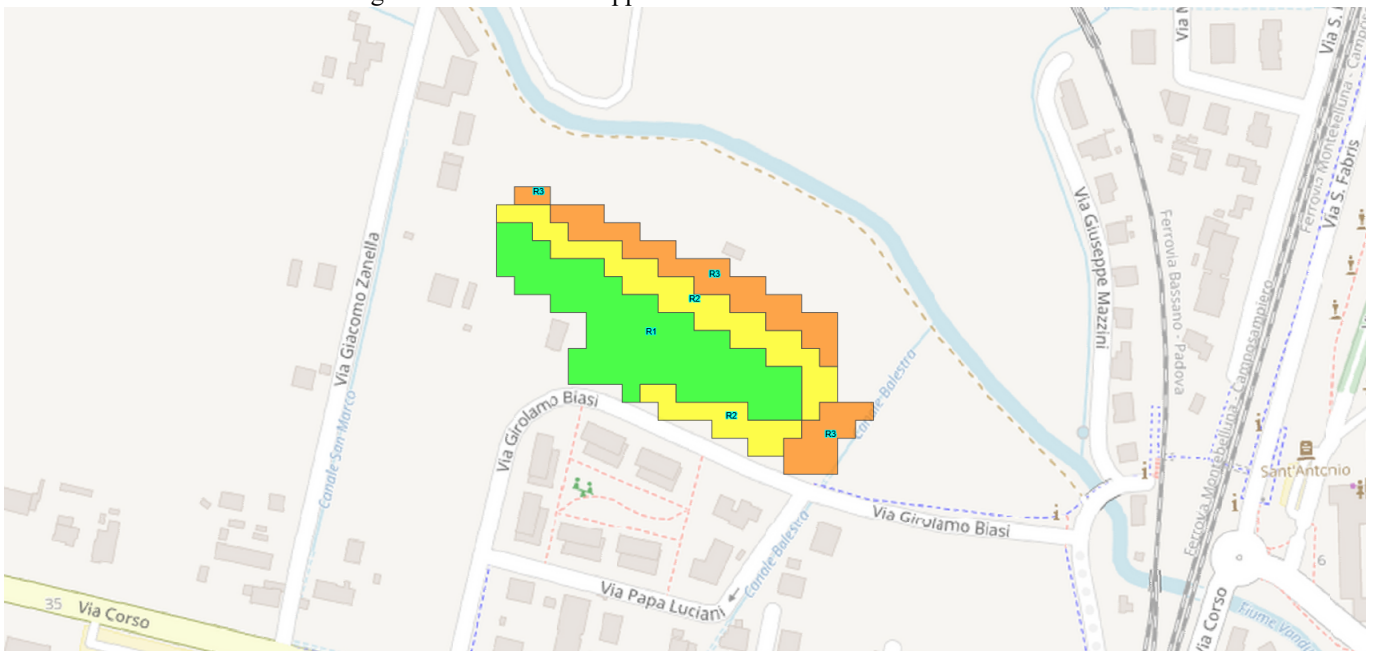 Via Giacomo Zanella
Canale San Marco
35
Via Corso
R3
R3
R2
R1
R2
R3
Via Girolamo Biasi
Via Girolamo Biasi
Via Papa Luciani
Canale Balestra
Canale Balestra
Via Giuseppe Mazzini
Ferrovia Bassano - Padova
Ferrovia Montebelluna - Camposampiero
Via S. Fabris
Sant'Antonio
6
Via Corso